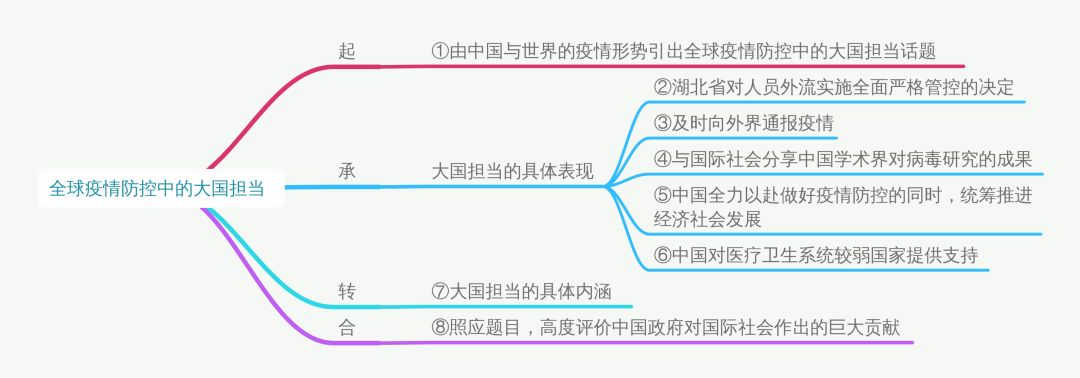 全球疫情防控中的大国担当
起
①由中国与世界的疫情形势引出全球疫情防控中的大国担当话题
承
大国担当的具体表现
②湖北省对人员外流实施全面严格管控的决定
③及时向外界通报疫情
④与国际社会分享中国学术界对病毒研究的成果
⑤中国全力以赴做好疫情防控的同时，统筹推进
经济社会发展
⑥中国对医疗卫生系统较弱国家提供支持
转
⑦大国担当的具体内涵
合
⑧照应题目，高度评价中国政府对国际社会作出的巨大贡献